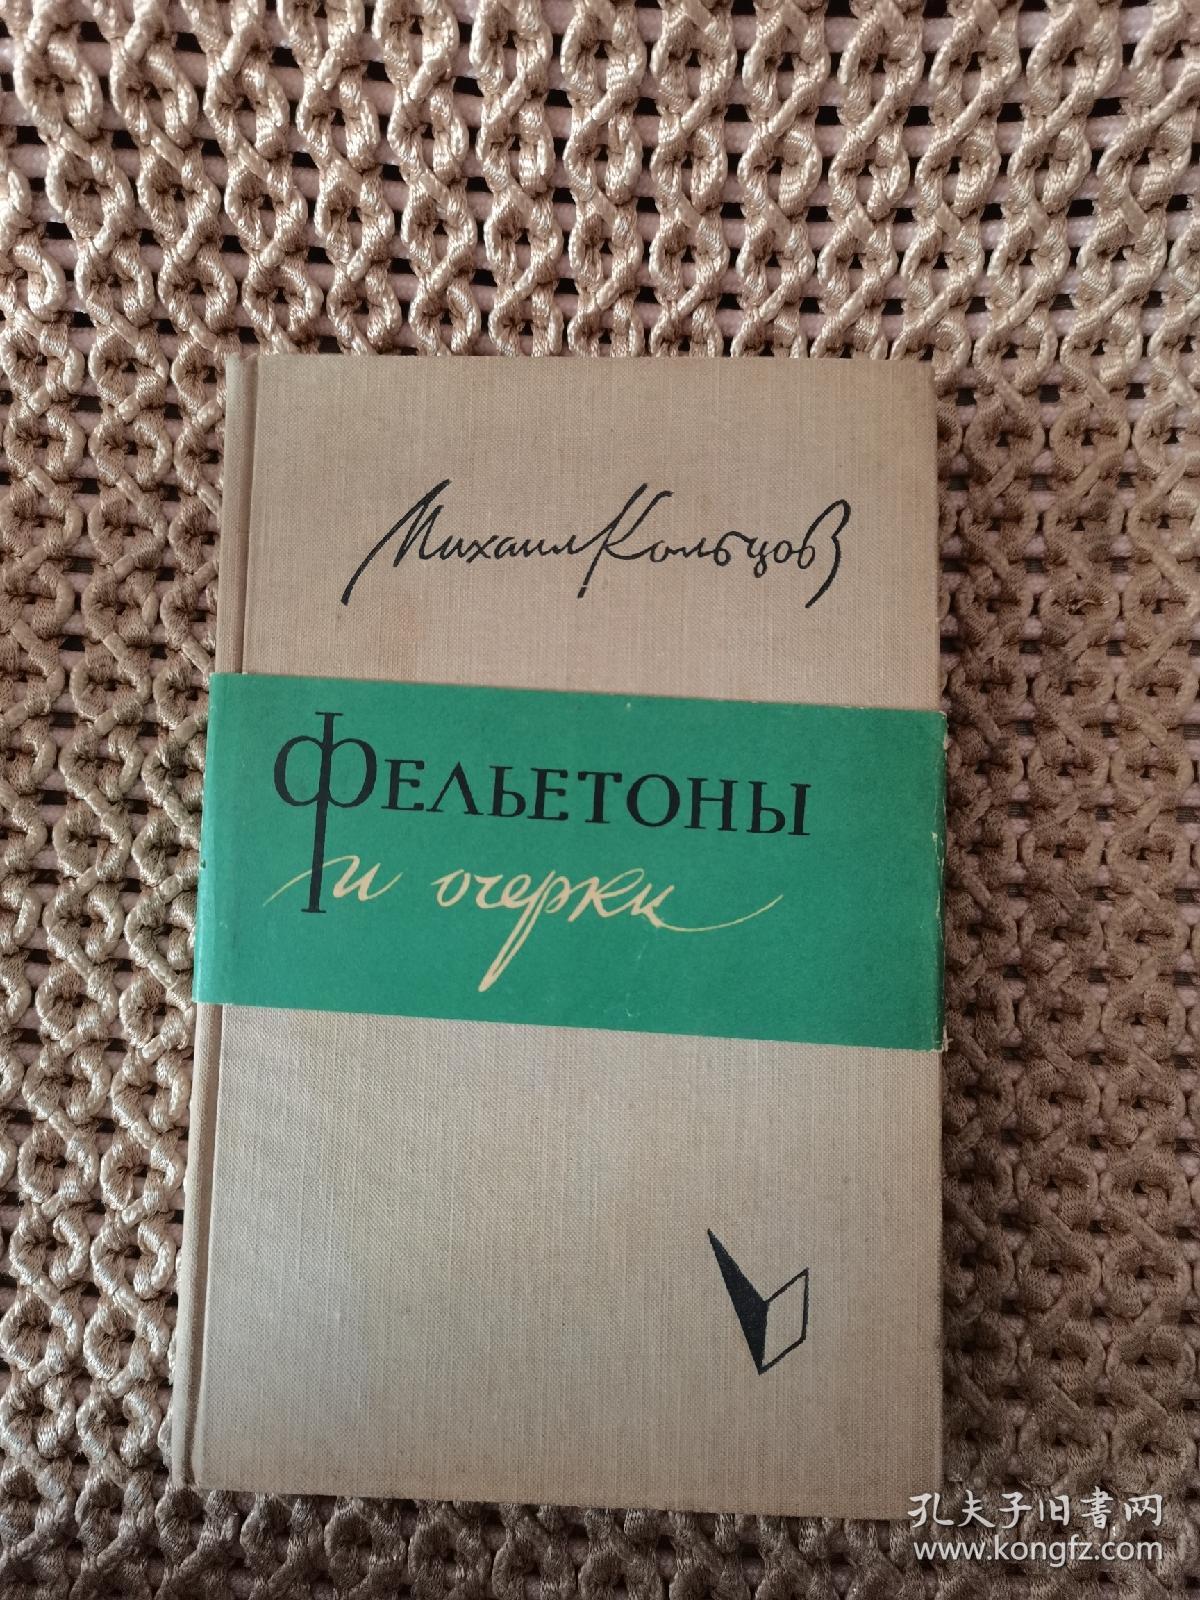 Михаил Кольцов
Фельетоны
и очерки
孔夫子旧书网
www.kongfz.com